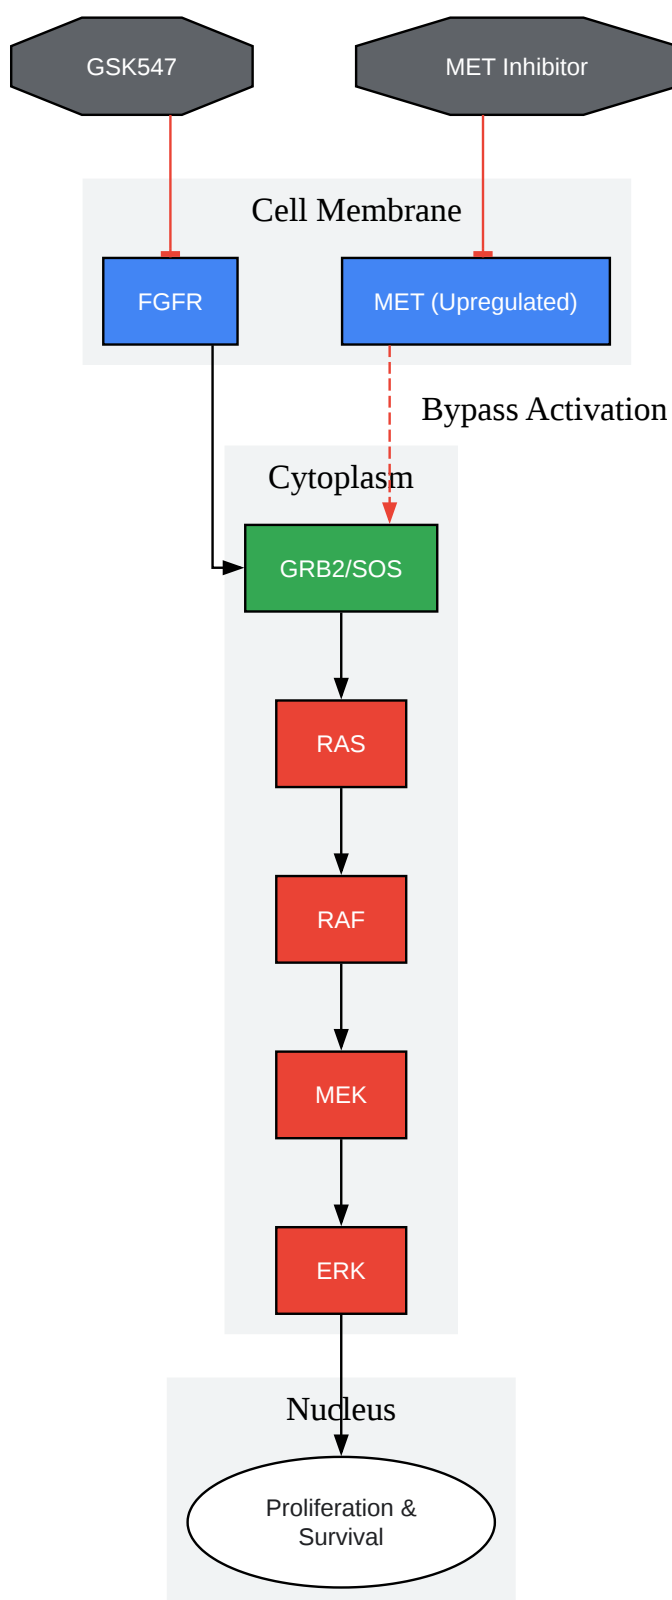 GSK547
MET Inhibitor
Cell Membrane
FGFR
MET (Upregulated)
Bypass Activation
Cytoplasm
GRB2/SOS
RAS
RAF
MEK
ERK
Nucleus
Proliferation &
Survival